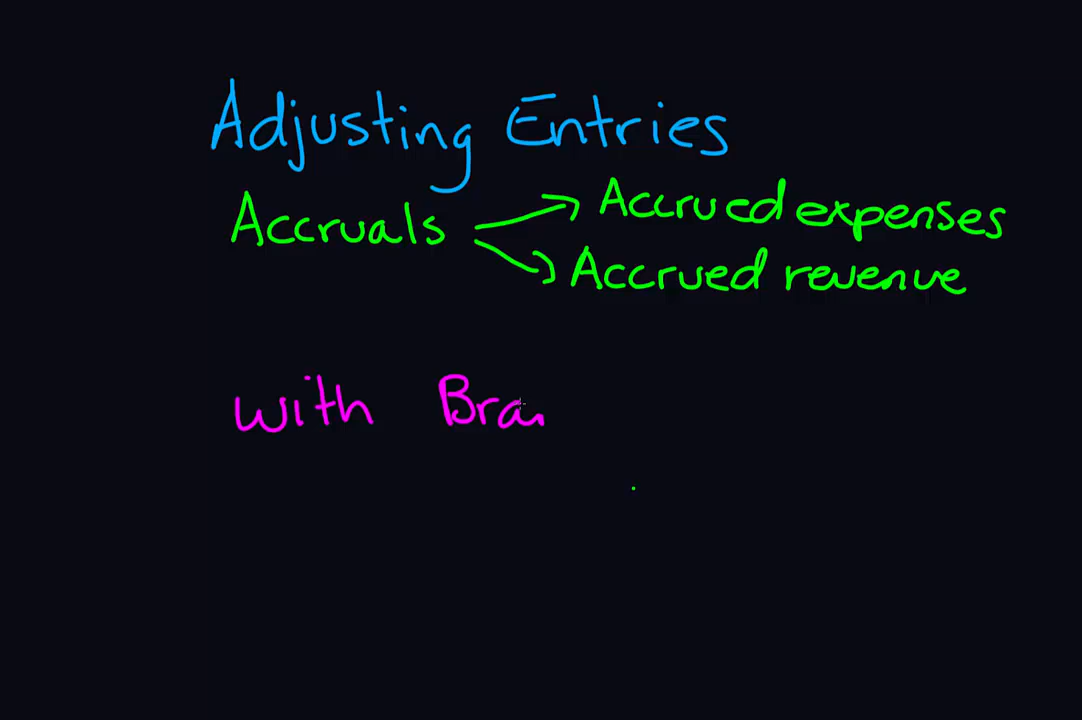 Adjusting Entries
Accruals → Accrued expenses
→ Accrued revenue
with Bra